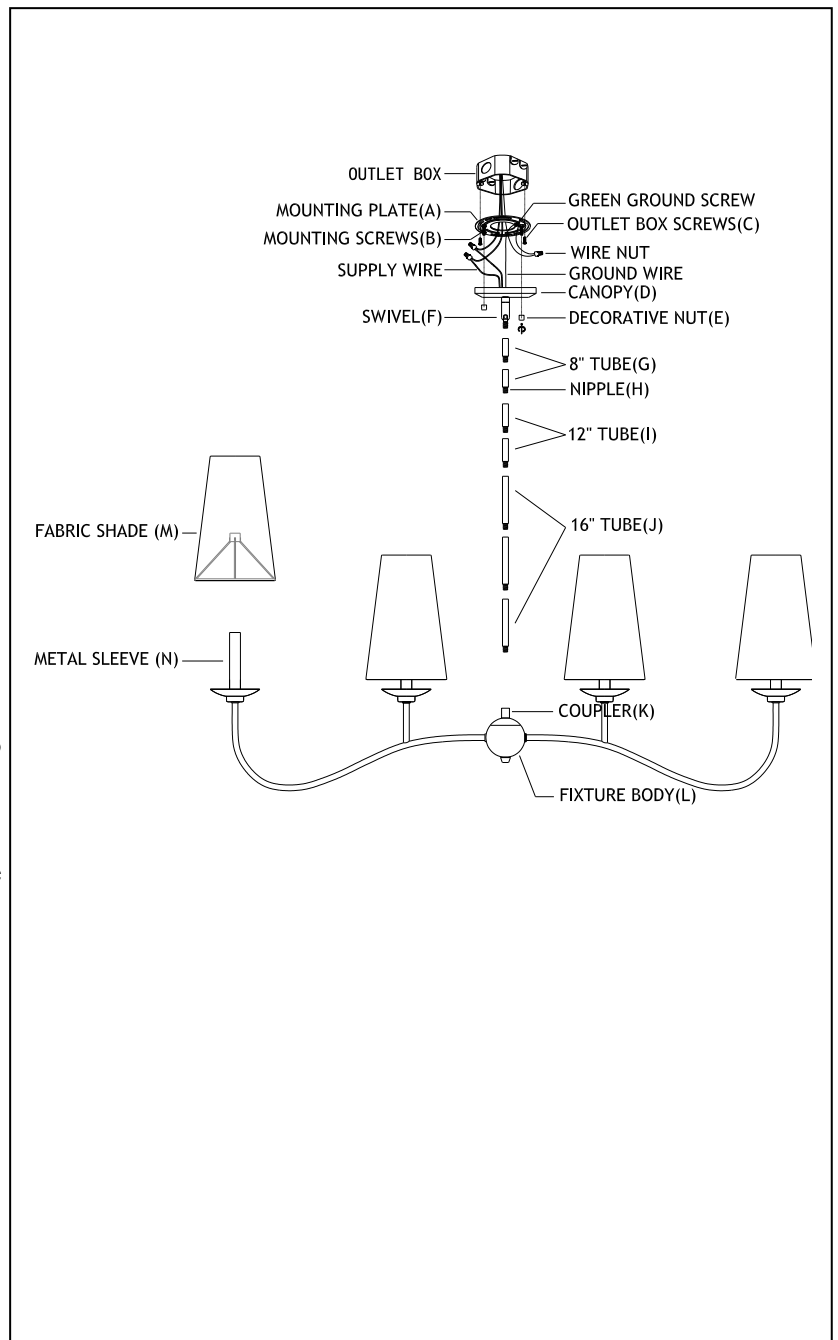 OUTLET BOX
MOUNTING PLATE(A)
GREEN GROUND SCREW
MOUNTING SCREWS(B)
OUTLET BOX SCREWS(C)
WIRE NUT
SUPPLY WIRE
GROUND WIRE
CANOPY(D)
SWIVEL(F)
DECORATIVE NUT(E)
8" TUBE(G)
NIPPLE(H)
12" TUBE(I)
16" TUBE(J)
FABRIC SHADE (M)
METAL SLEEVE (N)
COUPLER(K)
FIXTURE BODY(L)